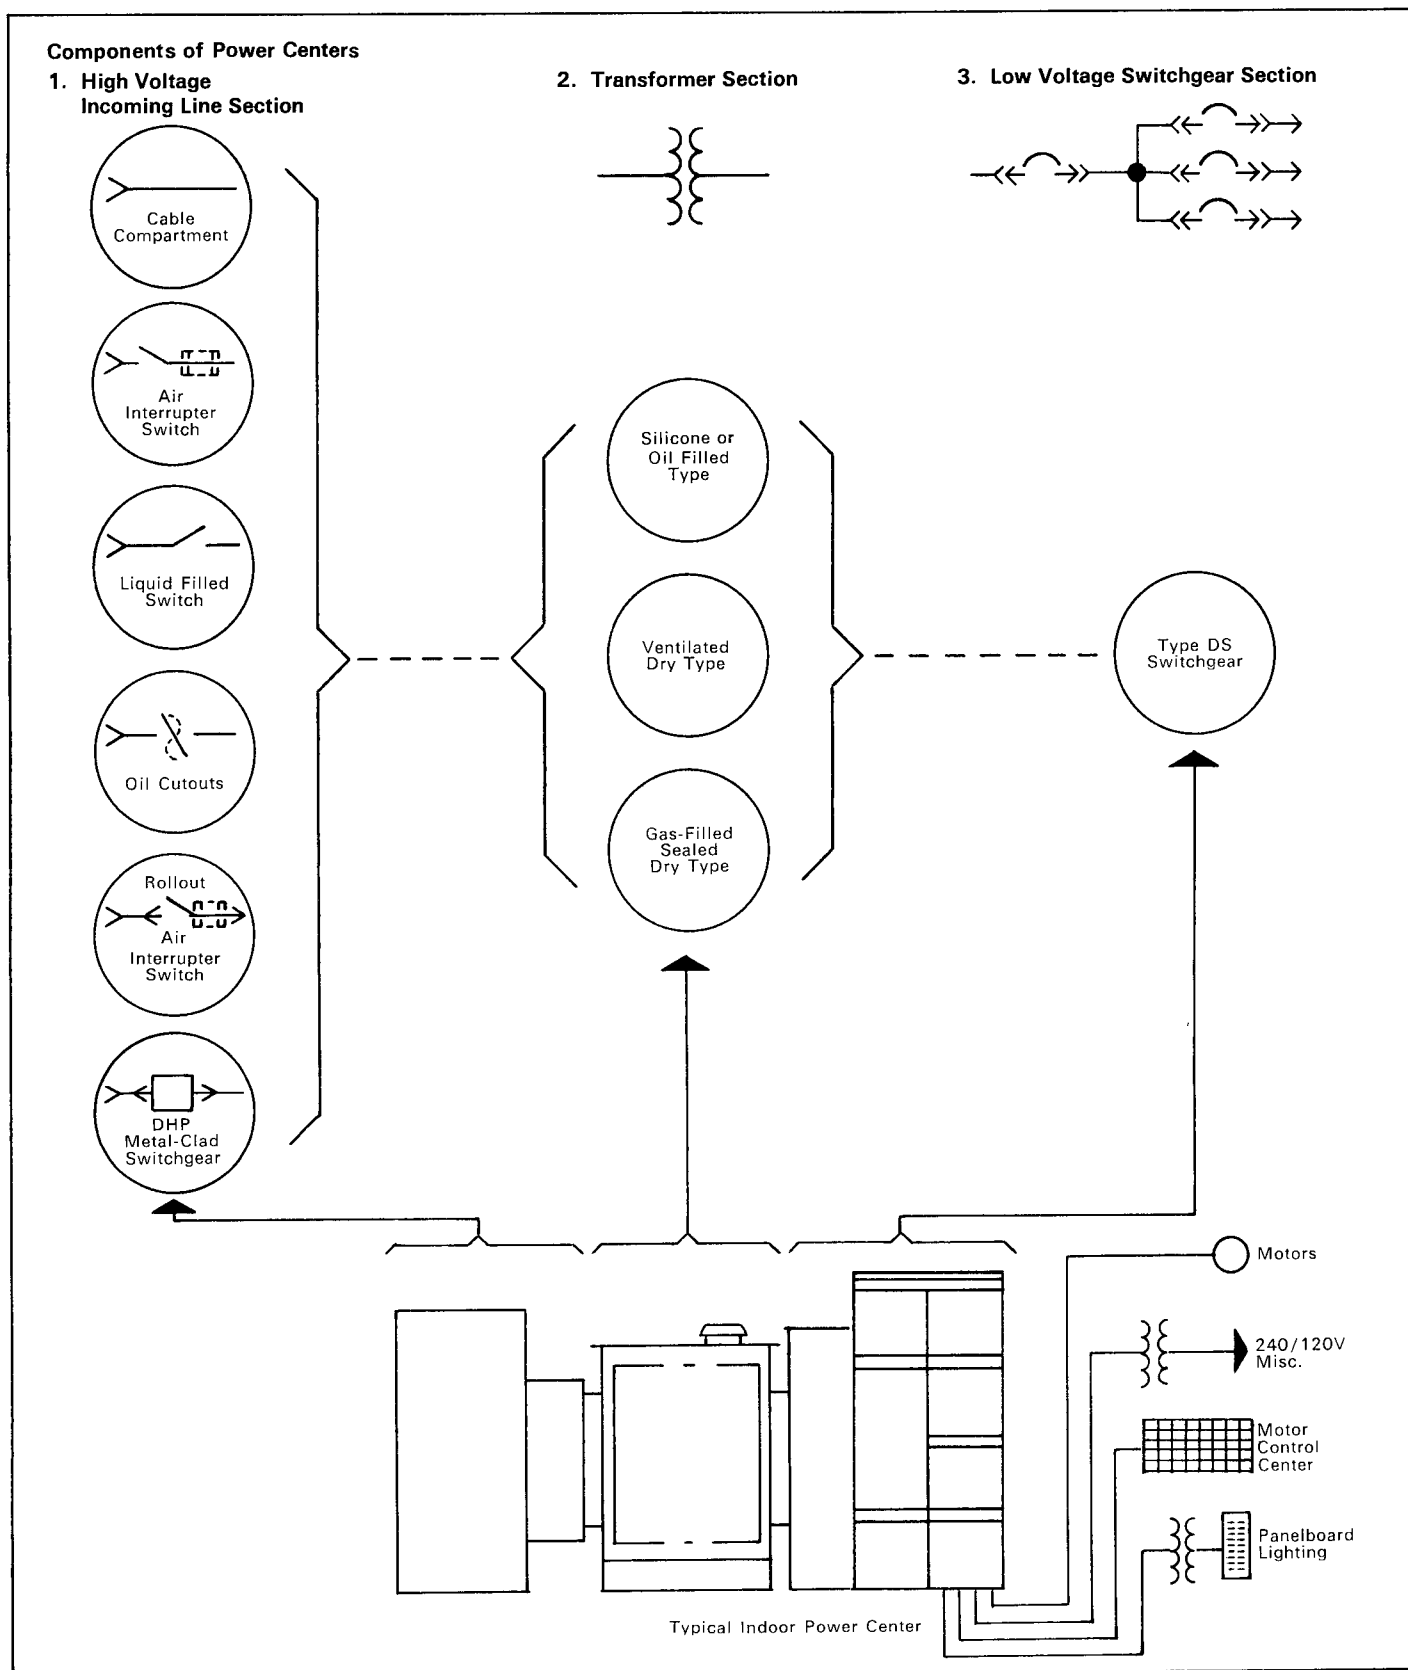 Components of Power Centers
1. High Voltage
Incoming Line Section
2. Transformer Section
3. Low Voltage Switchgear Section
Cable
Compartment
Air
Interrupter
Switch
Liquid Filled
Switch
Oil Cutouts
Rollout
Air
Interrupter
Switch
DHP
Metal-Clad
Switchgear
Silicone or
Oil Filled
Type
Ventilated
Dry Type
Gas-Filled
Sealed
Dry Type
Type DS
Switchgear
Motors
240/120V
Misc.
Motor
Control
Center
Panelboard
Lighting
Typical Indoor Power Center